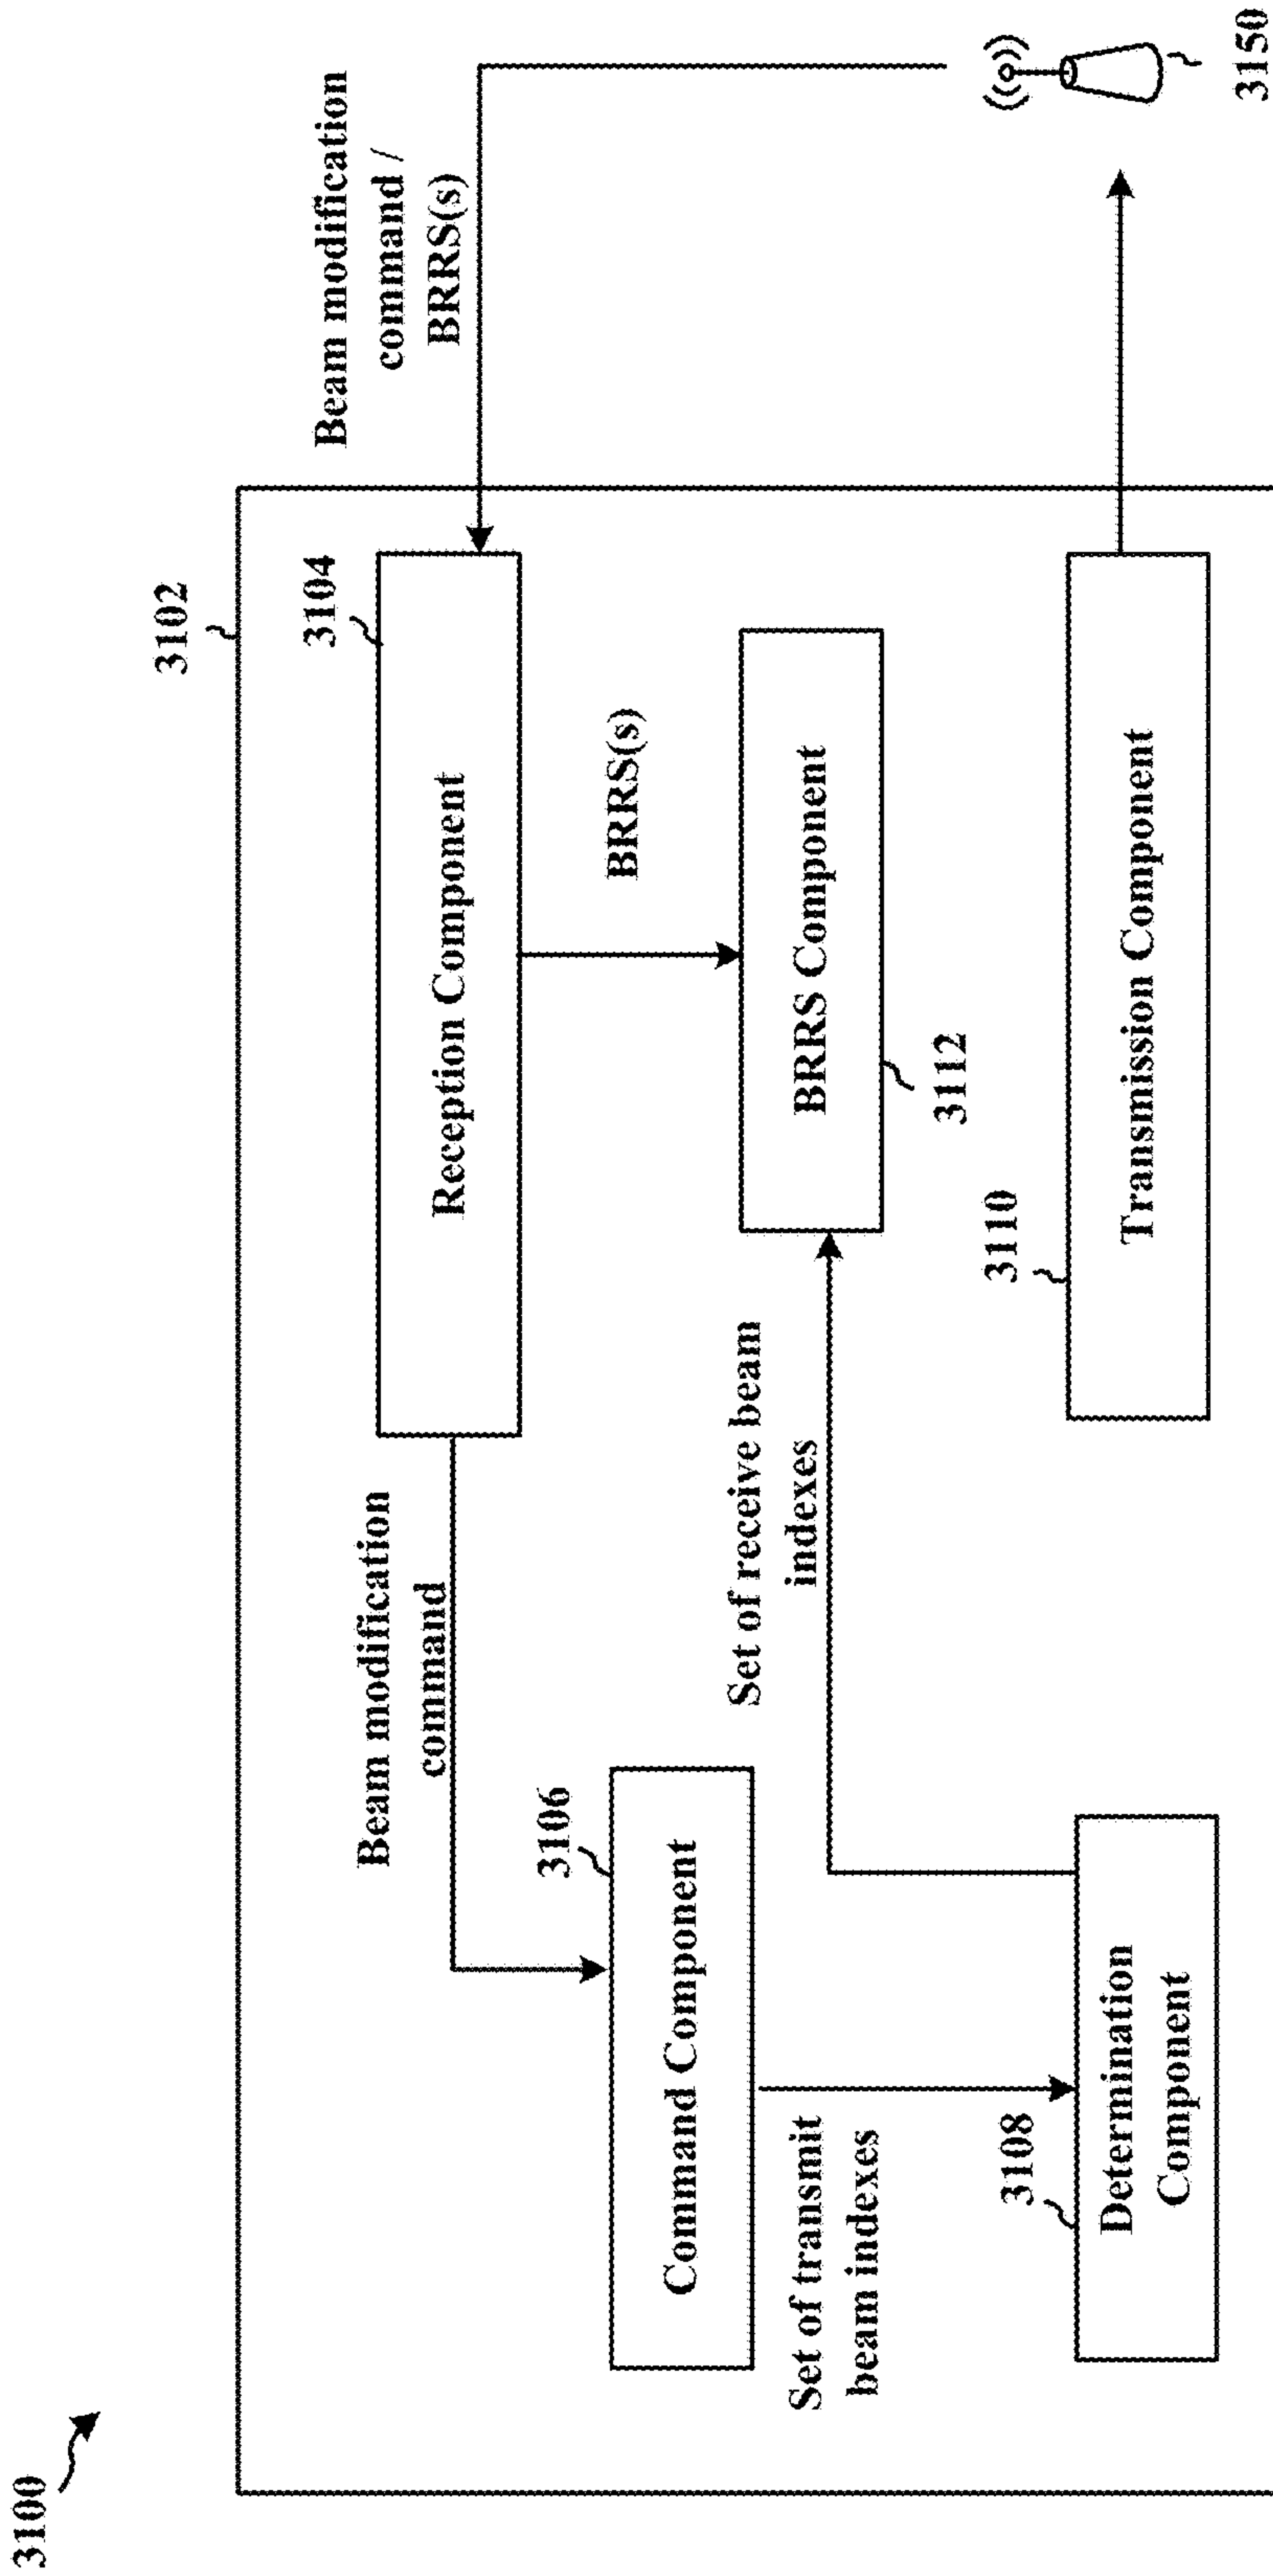 3100
3102
Beam modification
command /
BRRS(s)
3104
Reception Component
Beam modification
command
3106
Command Component
BRRS(s)
Set of receive beam
indexes
BRRS Component
3112
Set of transmit
beam indexes
3108
Determination
Component
3110
Transmission Component
3150